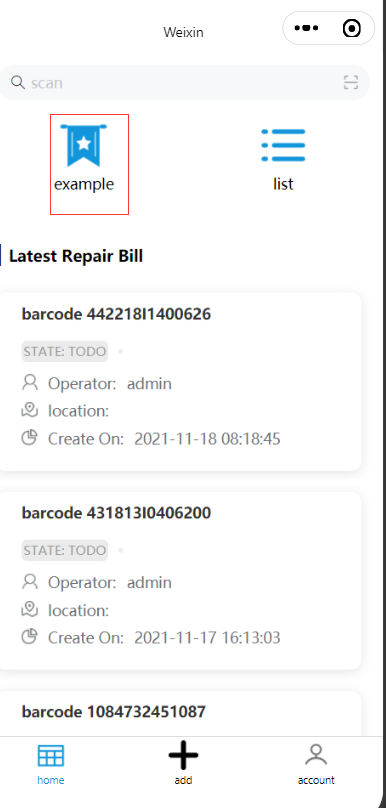 Weixin
scan
example
list
Latest Repair Bill
barcode 442218I1400626
STATE: TODO
Operator: admin
location:
Create On: 2021-11-18 08:18:45
barcode 431813I0406200
STATE: TODO
Operator: admin
location:
Create On: 2021-11-17 16:13:03
barcode 1084732451087
home
add
account